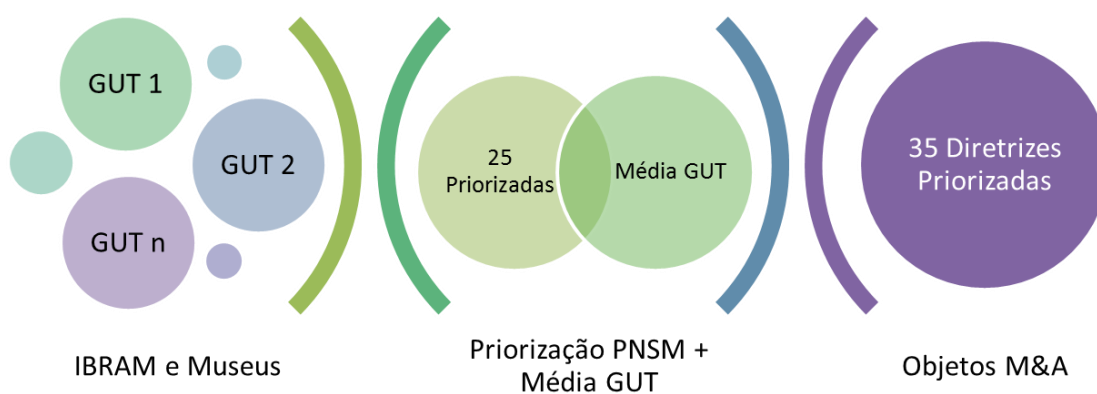 GUT 1
GUT 2
GUT n
IBRAM e Museus
25
Priorizadas
Média GUT
Priorização PNSM +
Média GUT
35 Diretrizes
Priorizadas
Objetos M&A